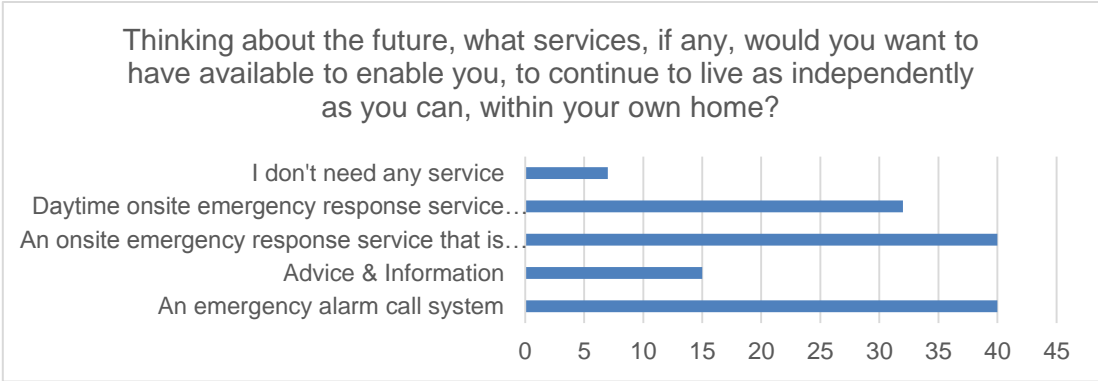 Thinking about the future, what services, if any, would you want to
have available to enable you, to continue to live as independently
as you can, within your own home?
I don't need any service
Daytime onsite emergency response service…
An onsite emergency response service that is…
Advice & Information
An emergency alarm call system
0 5 10 15 20 25 30 35 40 45